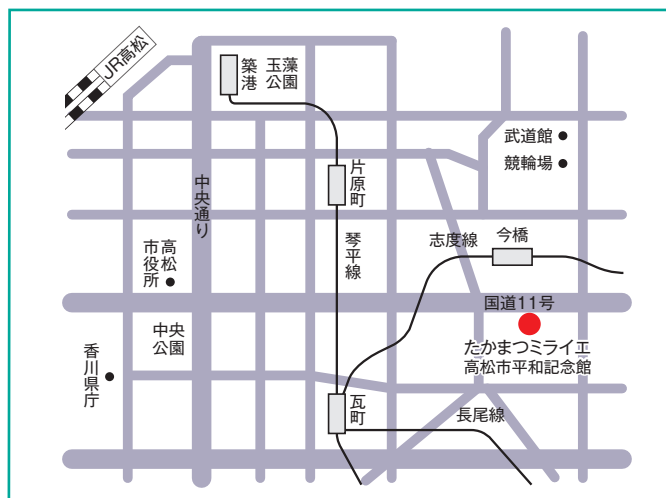 JR高松
築港
玉藻
公園
武道館
競輪場
片原町
中央通り
琴平線
志度線
今橋
高松
市役所
国道11号
中央
公園
たかまつミライエ
高松市平和記念館
香川県庁
瓦町
長尾線